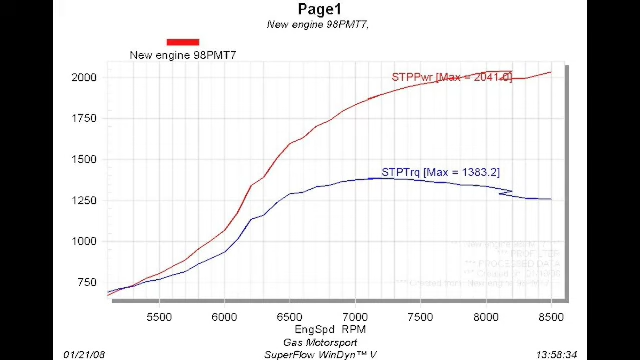 Page1
New engine 98PMT7,
New engine 98PMT7
STPPwr [Max = 2041.0]
STPTrq [Max = 1383.2]
2000
1750
1500
1250
1000
750
5500 6000 6500 7000 7500 8000 8500
EngSpd RPM
Gas Motorsport
01/21/08 SuperFlow WinDyn™ V 13:58:34